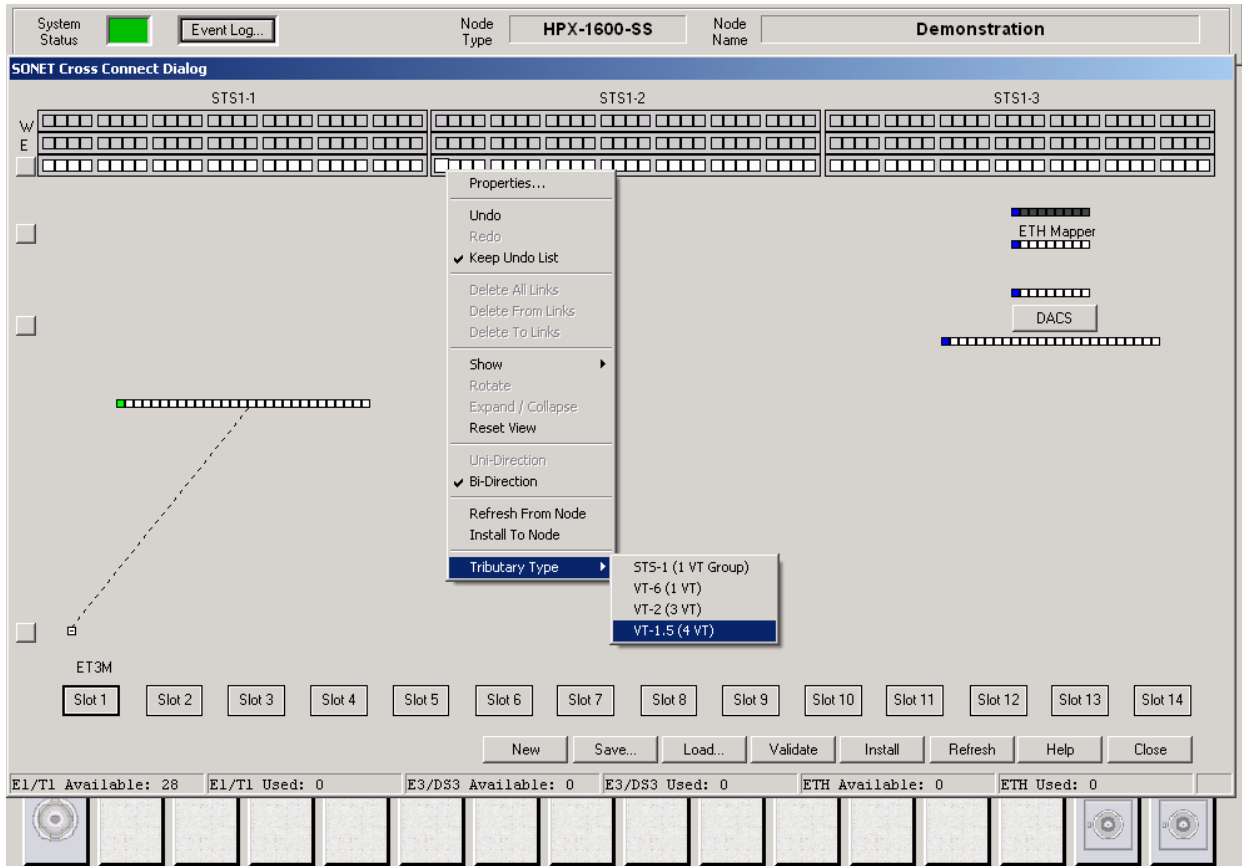 System Status
Event Log...
Node Type
HPX-1600-SS
Node Name
Demonstration
SONET Cross Connect Dialog
STS1-1
STS1-2
STS1-3
W
E
Properties...
Undo
Redo
Keep Undo List
Delete All Links
Delete From Links
Delete To Links
Show
Rotate
Expand / Collapse
Reset View
Uni-Direction
Bi-Direction
Refresh From Node
Install To Node
Tributary Type
STS-1 (1 VT Group)
VT-6 (1 VT)
VT-2 (3 VT)
VT-1.5 (4 VT)
ETH Mapper
DACS
ET3M
Slot 1 Slot 2 Slot 3 Slot 4 Slot 5 Slot 6 Slot 7 Slot 8 Slot 9 Slot 10 Slot 11 Slot 12 Slot 13 Slot 14
New Save... Load... Validate Install Refresh Help Close
E1/T1 Available: 28 E1/T1 Used: 0 E3/DS3 Available: 0 E3/DS3 Used: 0 ETH Available: 0 ETH Used: 0